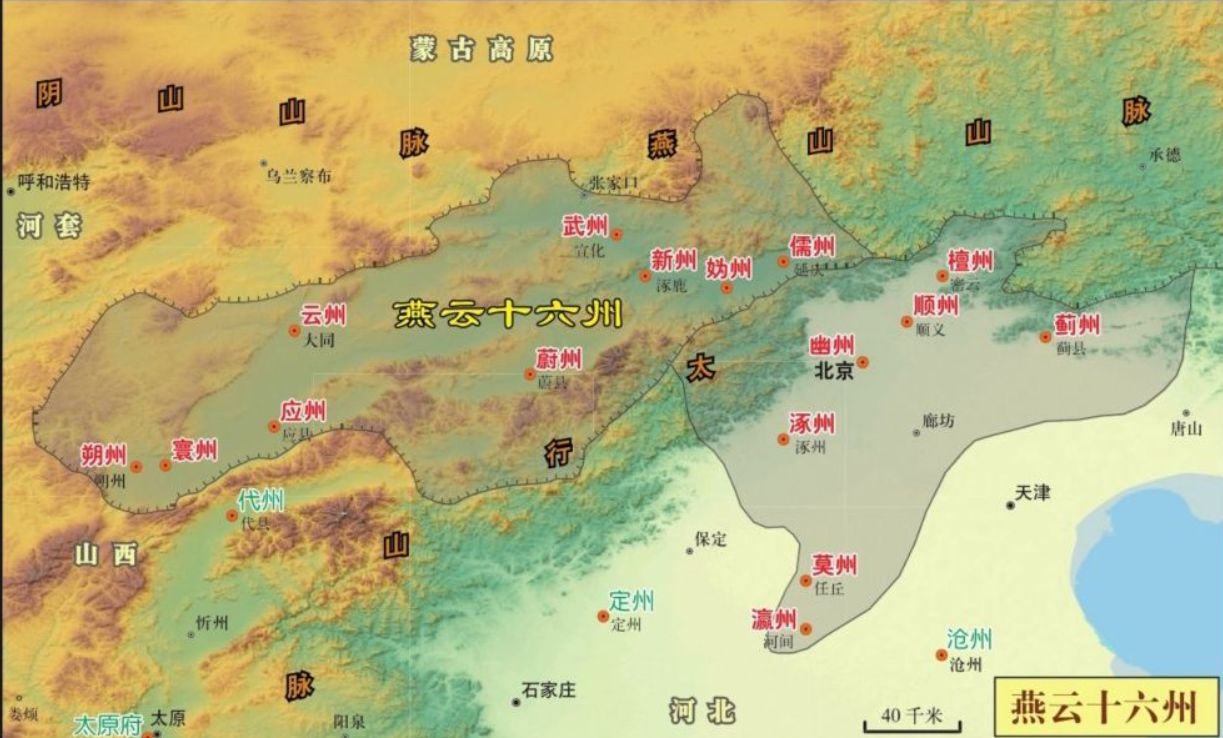 蒙古高原
阴山山脉
燕山山脉
承德
乌兰察布
呼和浩特
河套
张家口
武州
宣化
新州
涿鹿
妫州
儒州
延庆
檀州
密云
顺州
顺义
蓟州
蓟县
云州
大同
燕云十六州
幽州
北京
蔚州
蔚县
太行山脉
应州
应县
涿州
涿州
廊坊
唐山
朔州
朔州
寰州
代州
代县
天津
山西
保定
莫州
任丘
定州
定州
瀛州
河间
忻州
沧州
沧州
石家庄
河北
娄烦
太原府
太原
阳泉
40千米
燕云十六州